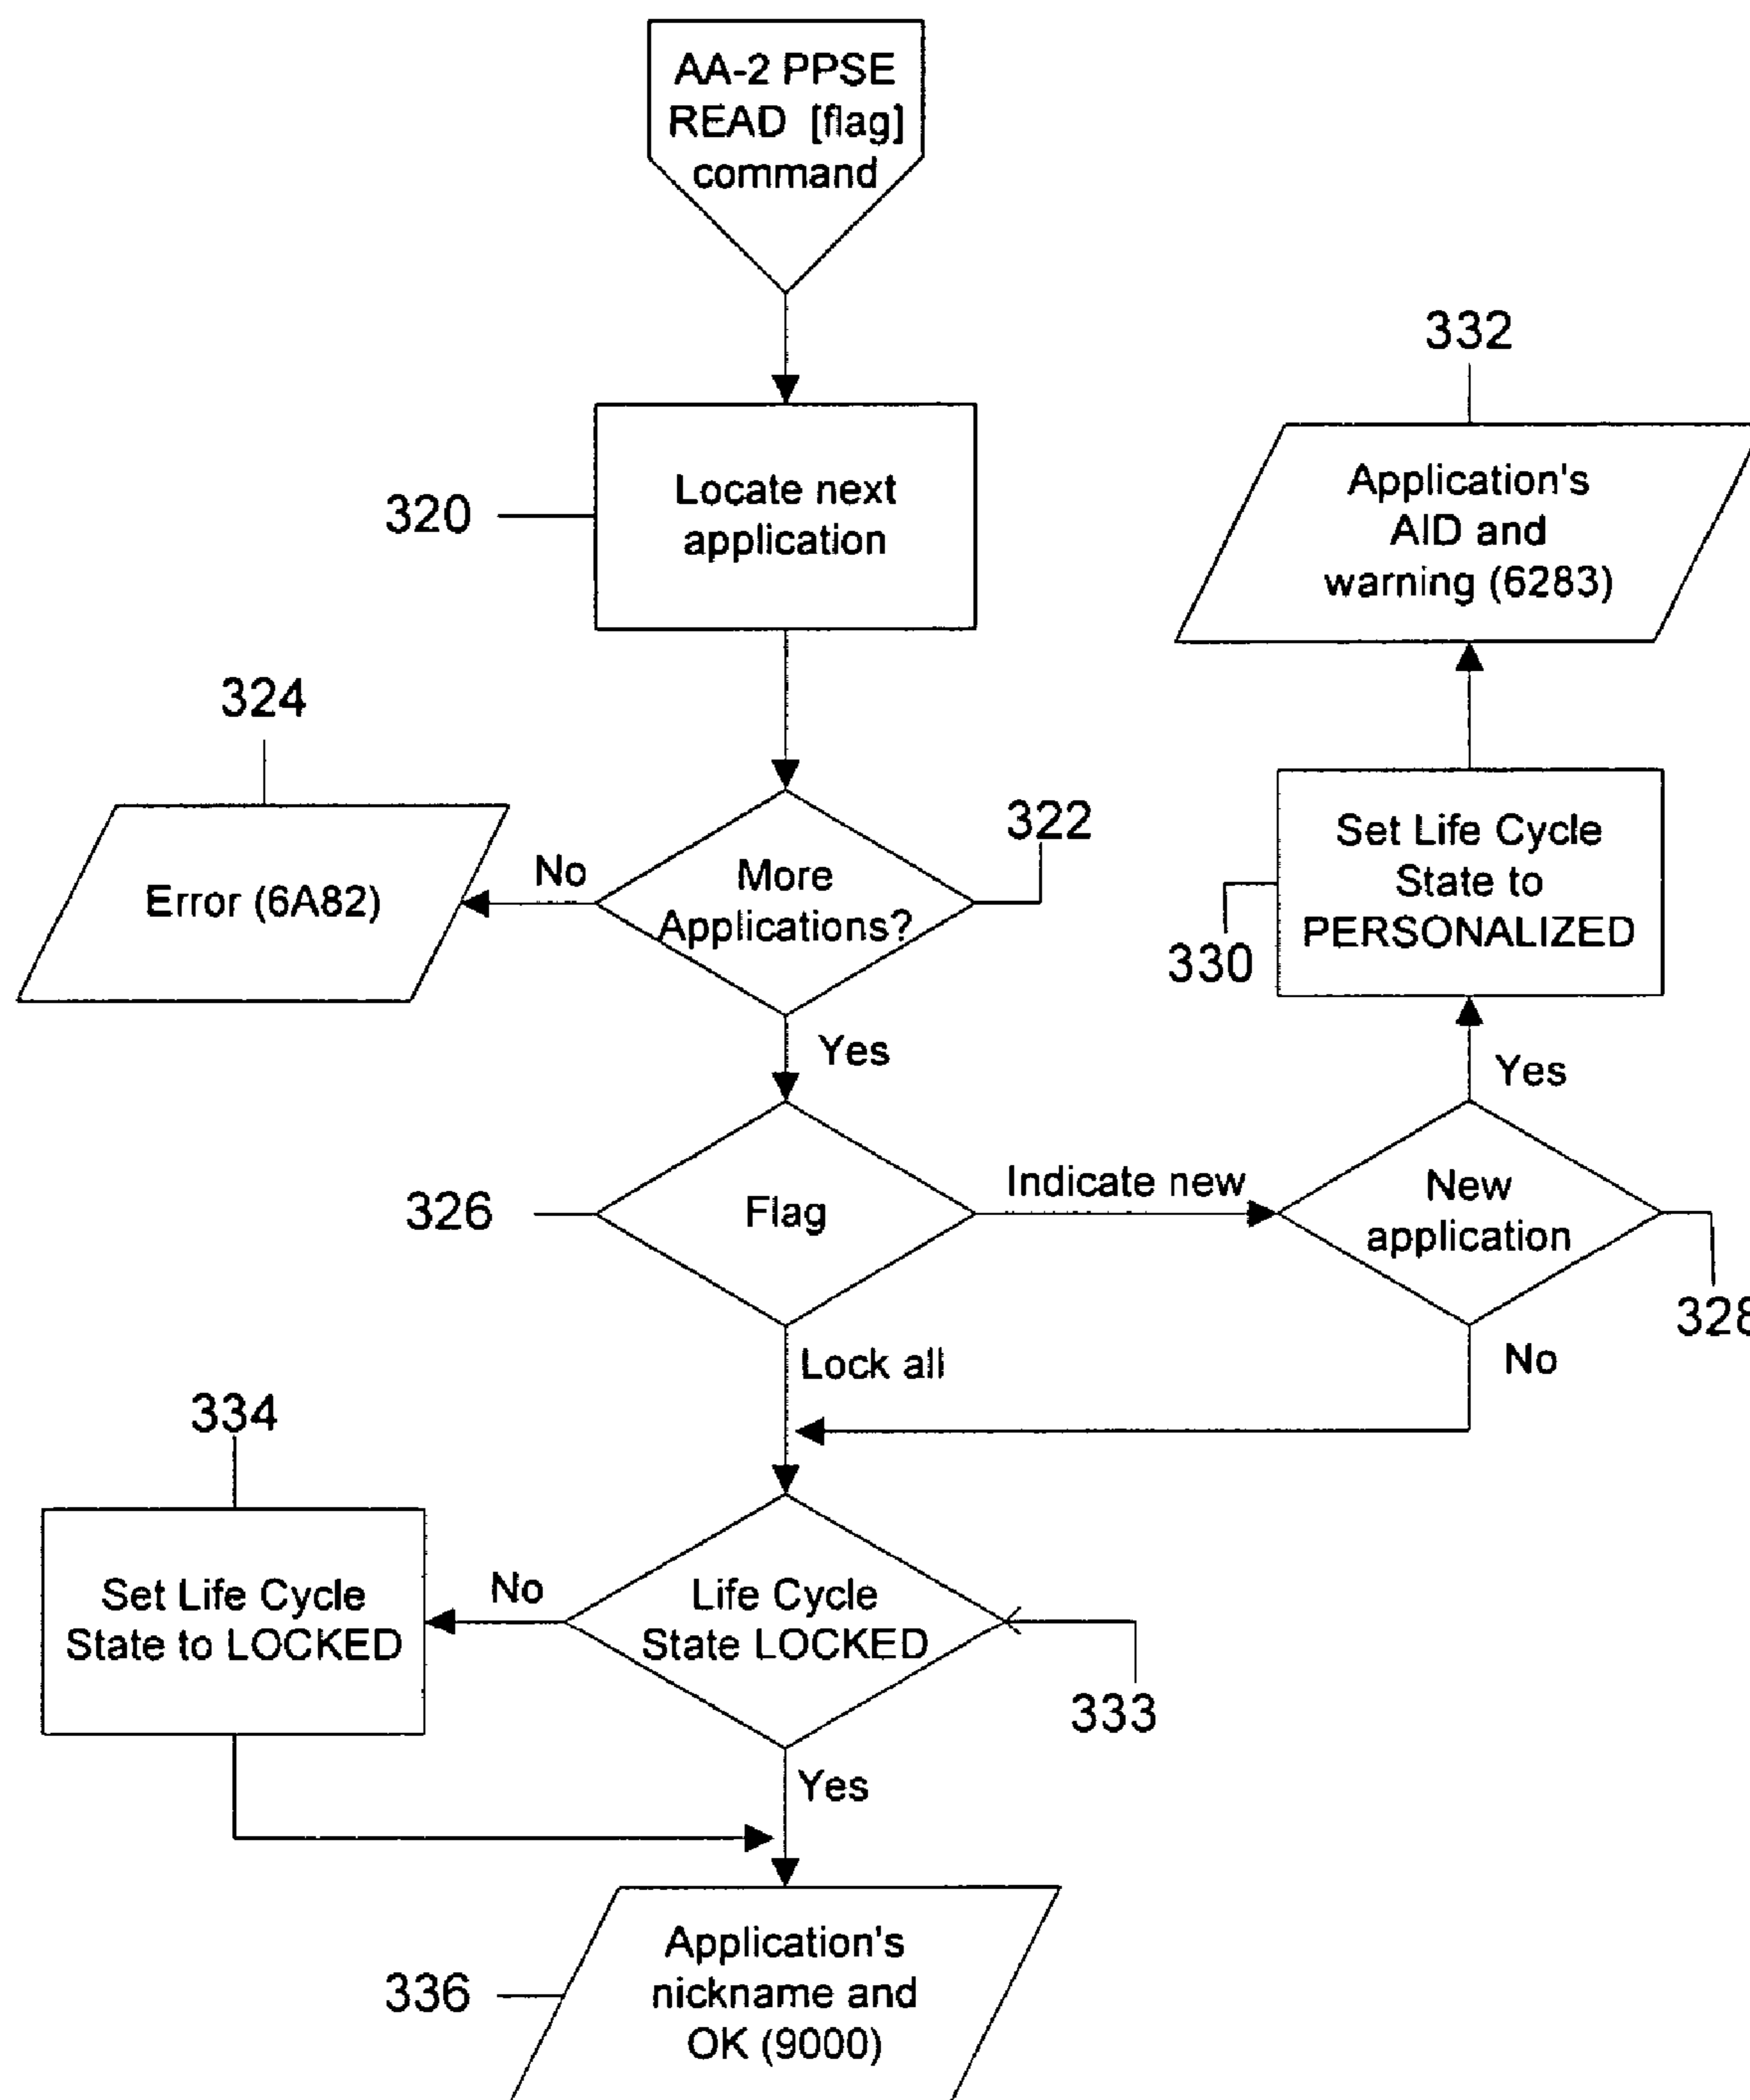 AA-2 PPSE
READ [flag]
command
332
320
Locate next
application
Application's
AID and
warning (6283)
324
322
Error (6A82)
No
More
Applications?
Set Life Cycle
State to
PERSONALIZED
330
Yes
Yes
326
Flag
Indicate new
New
application
328
Lock all
No
334
Set Life Cycle
State to LOCKED
No
Life Cycle
State LOCKED
333
Yes
336
Application's
nickname and
OK (9000)